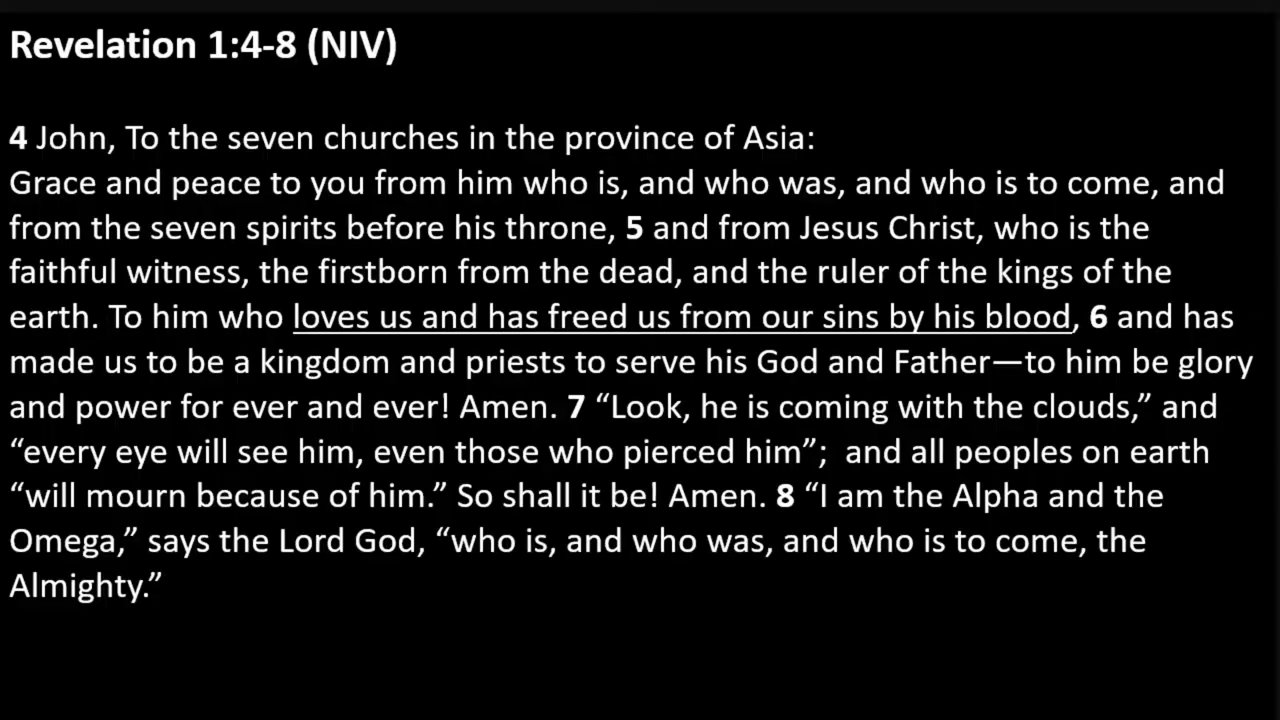 Revelation 1:4-8 (NIV)
4 John, To the seven churches in the province of Asia:
Grace and peace to you from him who is, and who was, and who is to come, and
from the seven spirits before his throne, 5 and from Jesus Christ, who is the
faithful witness, the firstborn from the dead, and the ruler of the kings of the
earth. To him who loves us and has freed us from our sins by his blood, 6 and has
made us to be a kingdom and priests to serve his God and Father—to him be glory
and power for ever and ever! Amen. 7 “Look, he is coming with the clouds,” and
“every eye will see him, even those who pierced him”;  and all peoples on earth
“will mourn because of him.” So shall it be! Amen. 8 “I am the Alpha and the
Omega,” says the Lord God, “who is, and who was, and who is to come, the
Almighty.”